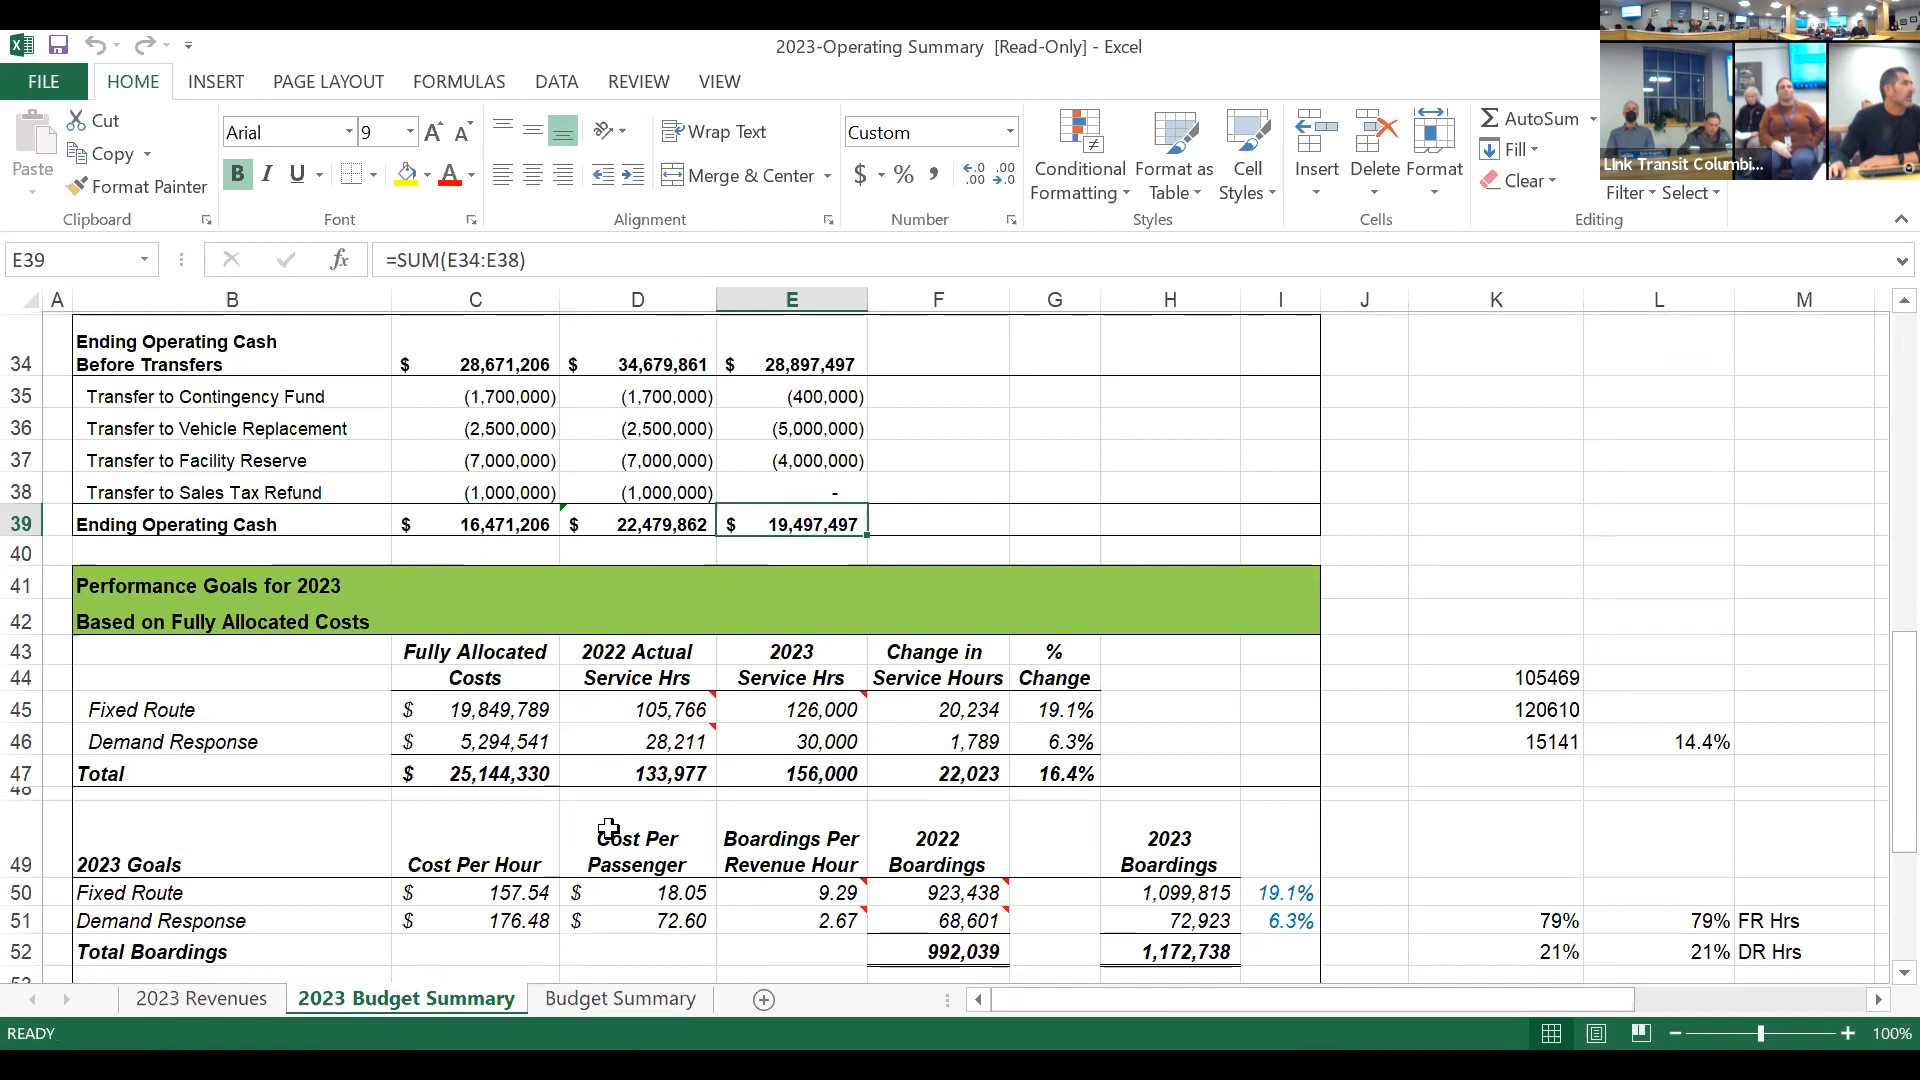 2023-Operating Summary [Read-Only] - Excel
FILE HOME INSERT PAGE LAYOUT FORMULAS DATA REVIEW VIEW
Link Transit Columbi...
Paste
Cut
Copy
Format Painter
Clipboard
Arial 9
B I U
Font
Wrap Text
Merge & Center
Alignment
Custom
$ % ,
Number
Conditional Formatting
Format as Table
Cell Styles
Styles
Insert Delete Format
Cells
AutoSum
Fill
Clear
Filter Select
Editing
E39 fx =SUM(E34:E38)
A B C D E F G H I J K L M
Ending Operating Cash
34 Before Transfers $ 28,671,206 $ 34,679,861 $ 28,897,497
35 Transfer to Contingency Fund (1,700,000) (1,700,000) (400,000)
36 Transfer to Vehicle Replacement (2,500,000) (2,500,000) (5,000,000)
37 Transfer to Facility Reserve (7,000,000) (7,000,000) (4,000,000)
38 Transfer to Sales Tax Refund (1,000,000) (1,000,000) -
39 Ending Operating Cash $ 16,471,206 $ 22,479,862 $ 19,497,497
40
41 Performance Goals for 2023
42 Based on Fully Allocated Costs
43 Fully Allocated 2022 Actual 2023 Change in %
44 Costs Service Hrs Service Hrs Service Hours Change 105469
45 Fixed Route $ 19,849,789 105,766 126,000 20,234 19.1% 120610
46 Demand Response $ 5,294,541 28,211 30,000 1,789 6.3% 15141 14.4%
47 Total $ 25,144,330 133,977 156,000 22,023 16.4%
48
Cost Per Boardings Per 2022 2023
49 2023 Goals Cost Per Hour Passenger Revenue Hour Boardings Boardings
50 Fixed Route $ 157.54 $ 18.05 9.29 923,438 1,099,815 19.1%
51 Demand Response $ 176.48 $ 72.60 2.67 68,601 72,923 6.3% 79% 79% FR Hrs
52 Total Boardings 992,039 1,172,738 21% 21% DR Hrs
2023 Revenues 2023 Budget Summary Budget Summary
READY 100%